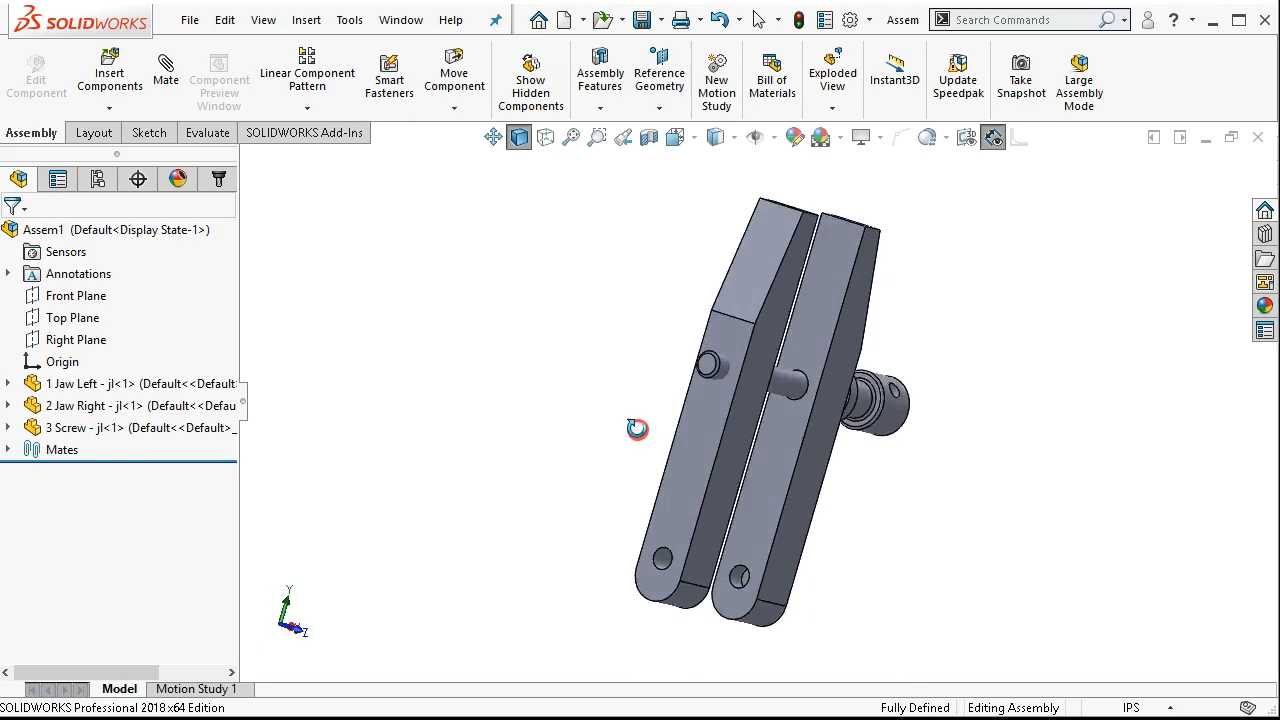 SOLIDWORKS
File Edit View Insert Tools Window Help
Assem
Search Commands
?
Edit Component
Insert Components
Mate
Component Preview Window
Linear Component Pattern
Smart Fasteners
Move Component
Show Hidden Components
Assembly Features
Reference Geometry
New Motion Study
Bill of Materials
Exploded View
Instant3D
Update Speedpak
Take Snapshot
Large Assembly Mode
Assembly Layout Sketch Evaluate SOLIDWORKS Add-Ins
Assem1 (Default<Display State-1>)
Sensors
A Annotations
Front Plane
Top Plane
Right Plane
Origin
1 Jaw Left - jl<1> (Default<<Default
2 Jaw Right - jl<1> (Default<<Defau
3 Screw - jl<1> (Default<<Default>_
Mates
Y
Z
Model Motion Study 1
SOLIDWORKS Professional 2018 x64 Edition
Fully Defined Editing Assembly IPS